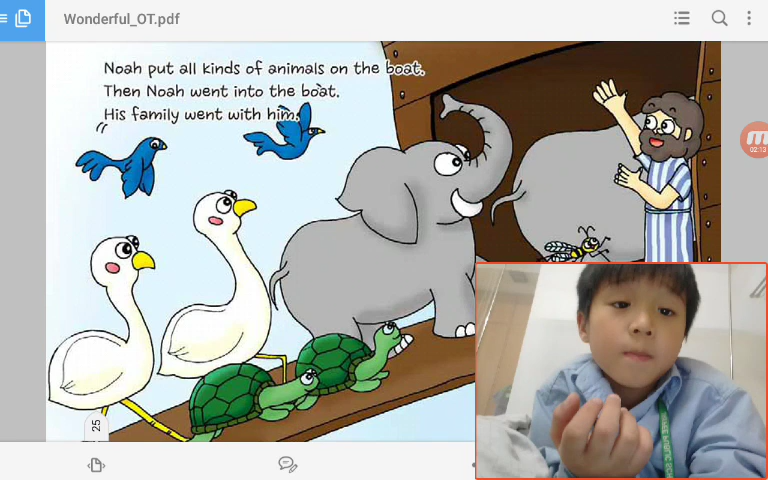 Wonderful_OT.pdf
Noah put all kinds of animals on the boat.
Then Noah went into the boat.
His family went with him.
02:13
25